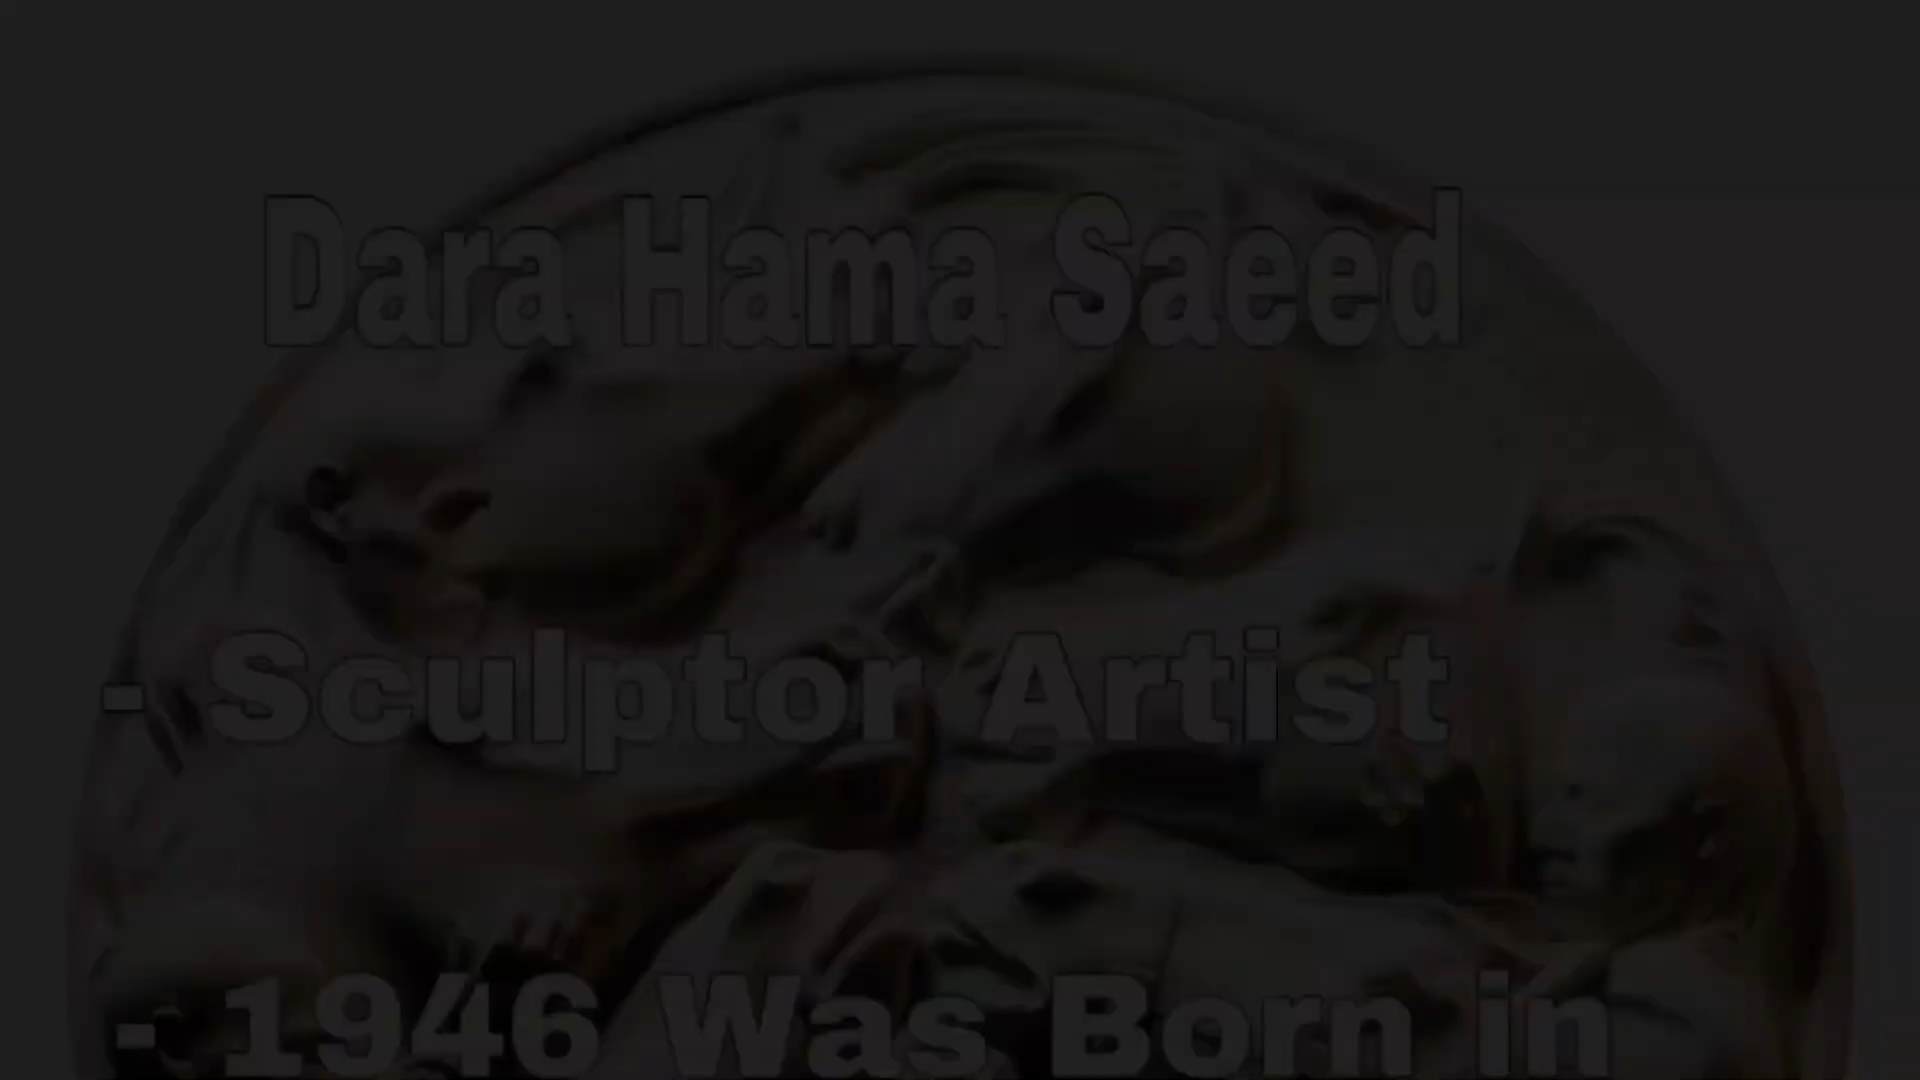 Dara Hama Saeed
- Sculptor Artist
- 1946 Was Born in